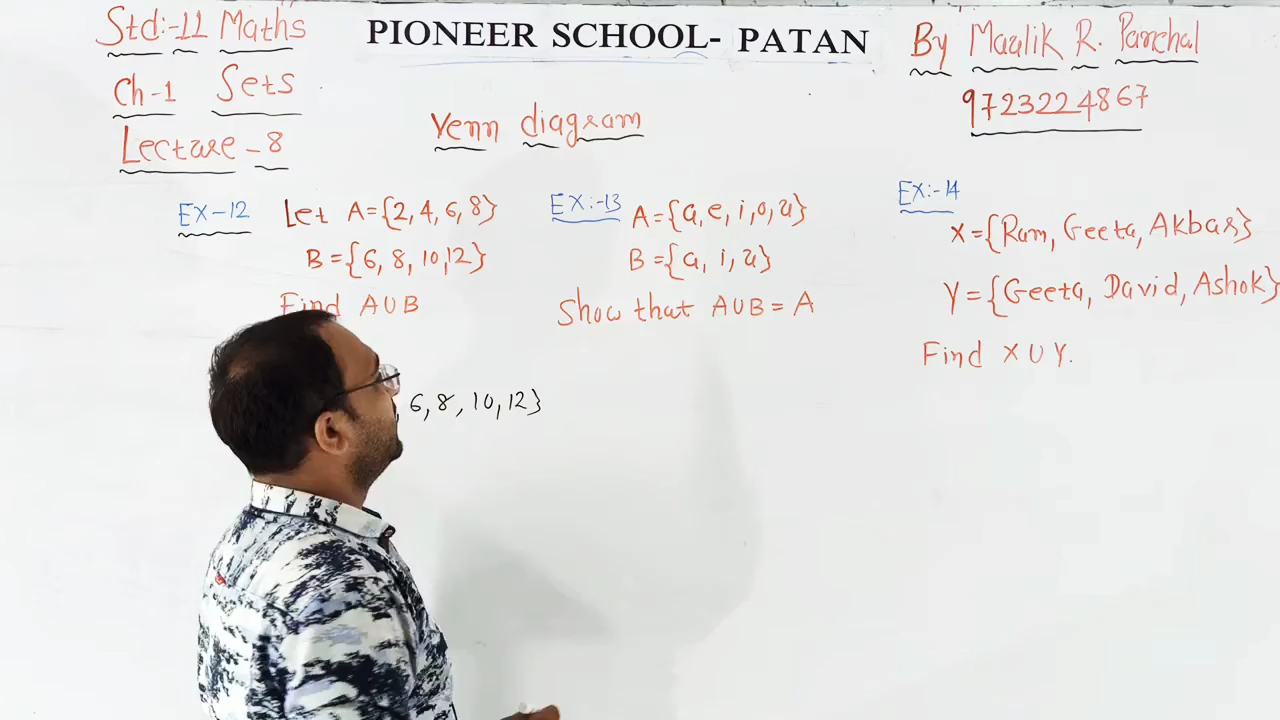 Std:-11 Maths
Ch-1 Sets
Lecture-8
PIONEER SCHOOL- PATAN
By Maulik R. Panchal
9723224867
Venn diagram
EX-12 Let A={2, 4, 6, 8}
B={6, 8, 10, 12}
Find A∪B
6, 8, 10, 12}
EX:-13 A={a, e, i, o, u}
B={a, i, u}
Show that A∪B = A
EX:-14
X={Ram, Geeta, Akbar}
Y={Geeta, David, Ashok}
Find X∪Y.